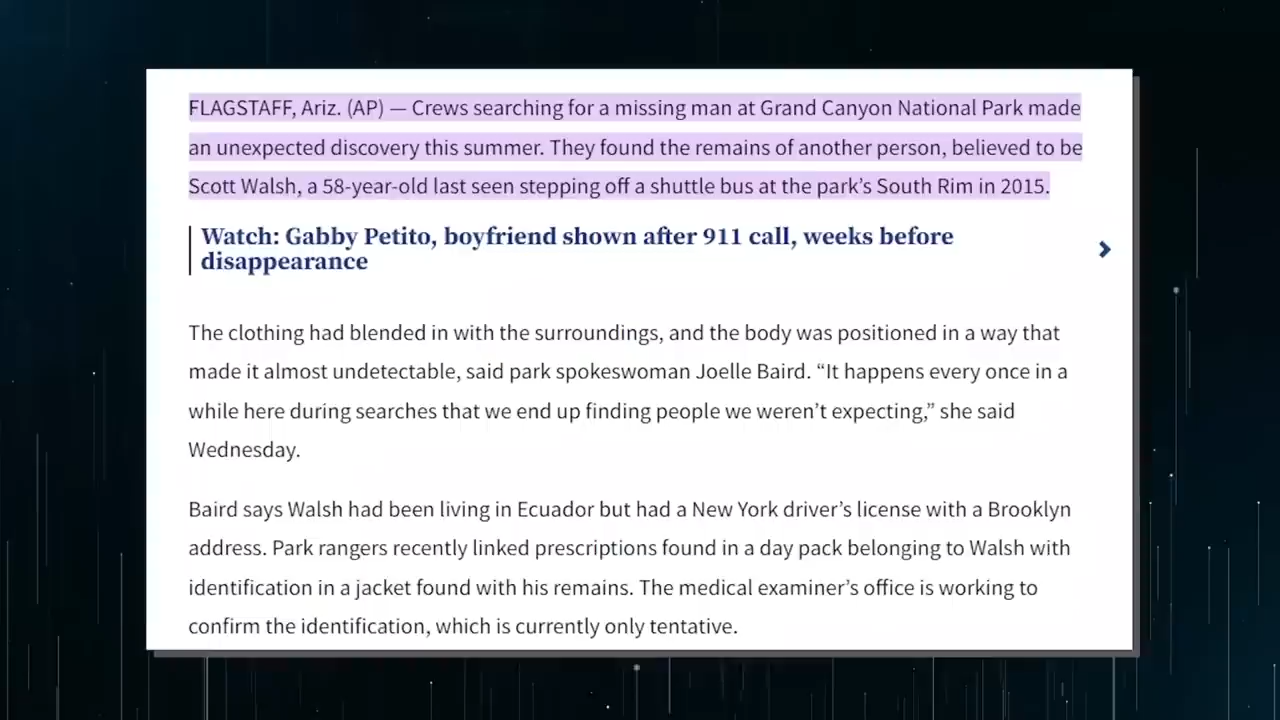 FLAGSTAFF, Ariz. (AP) — Crews searching for a missing man at Grand Canyon National Park made
an unexpected discovery this summer. They found the remains of another person, believed to be
Scott Walsh, a 58-year-old last seen stepping off a shuttle bus at the park’s South Rim in 2015.
Watch: Gabby Petito, boyfriend shown after 911 call, weeks before
disappearance
The clothing had blended in with the surroundings, and the body was positioned in a way that
made it almost undetectable, said park spokeswoman Joelle Baird. “It happens every once in a
while here during searches that we end up finding people we weren’t expecting,” she said
Wednesday.
Baird says Walsh had been living in Ecuador but had a New York driver’s license with a Brooklyn
address. Park rangers recently linked prescriptions found in a day pack belonging to Walsh with
identification in a jacket found with his remains. The medical examiner’s office is working to
confirm the identification, which is currently only tentative.